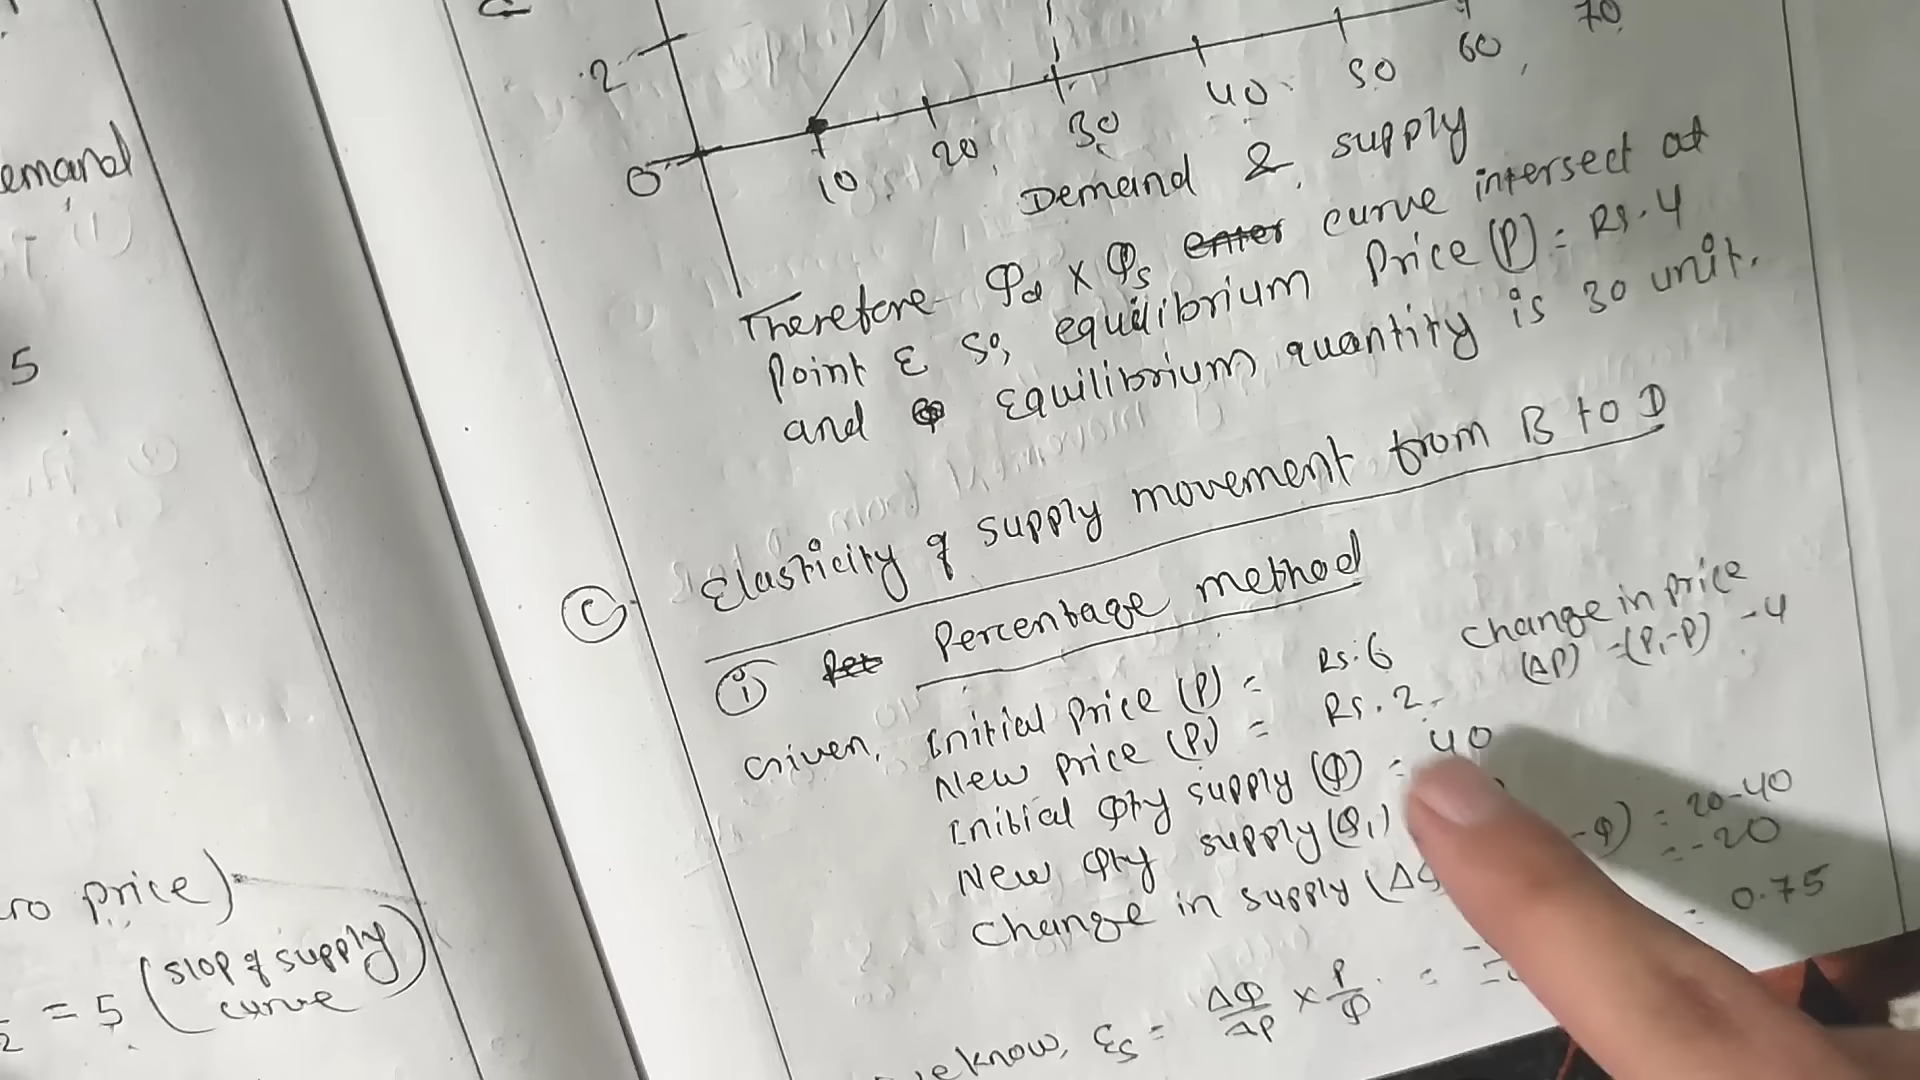 emand
5
ro price)
= 5 (slop of supply curve
2
2
0
10
20
30
40
50
60
70
Demand & supply
Therefore Qd x Qs enter curve intersect at
point E so, equilibrium Price (P) = Rs. 4
and equilibrium quantity is 30 unit.
C Elasticity of supply movement from B to D
i Per Percentage method
Given, Initial price (P) = Rs. 6
New price (P1) = Rs. 2
Change in price
(ΔP) = (P1-P) -4
Initial Qty supply (Q) = 40
New Qty supply (Q1)
Change in supply (Δ -Q) = 20-40
= -20
know, Es = ΔQ/ΔP × P/Q = = 0.75